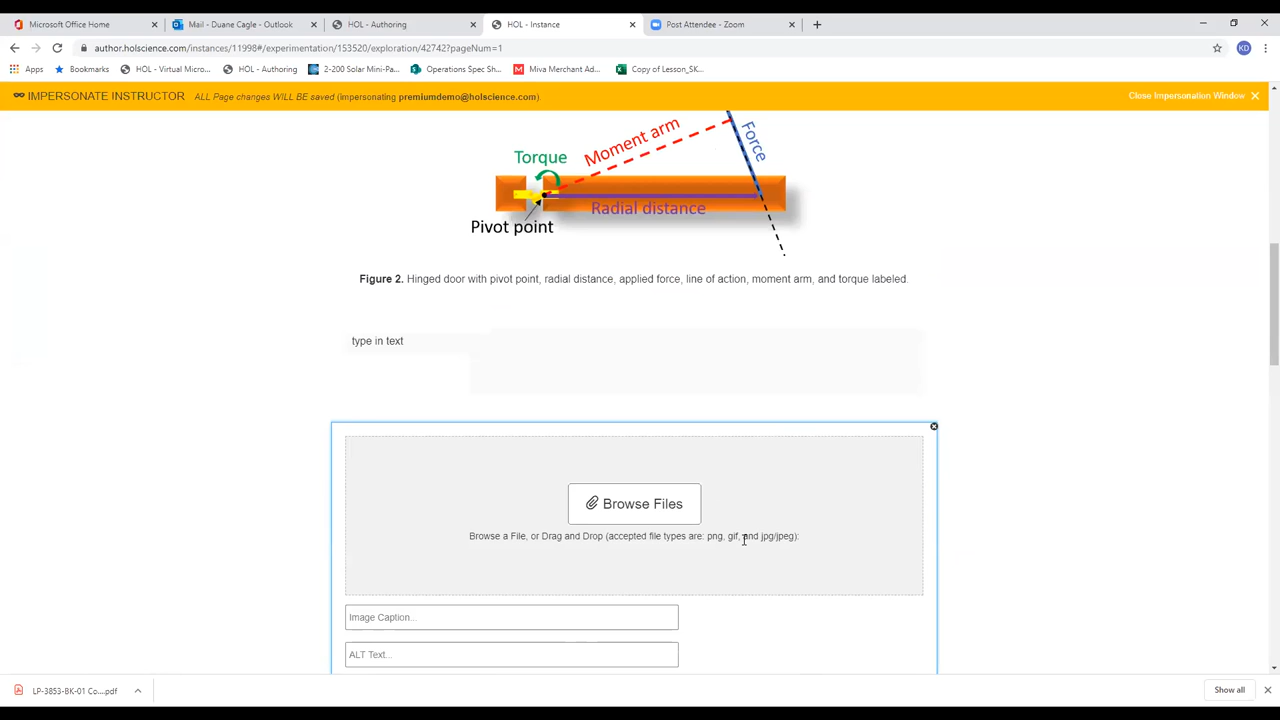 Microsoft Office Home
Mail - Duane Cagle - Outlook
HOL - Authoring
HOL - Instance
Post Attendee - Zoom
author.holscience.com/instances/11998#/experimentation/153520/exploration/42742?pageNum=1
KD
Apps
Bookmarks
HOL - Virtual Micro...
HOL - Authoring
2-200 Solar Mini-Pa...
Operations Spec Sh...
Miva Merchant Ad...
Copy of Lesson_SK...
IMPERSONATE INSTRUCTOR ALL Page changes WILL BE saved (impersonating premiumdemo@holscience.com).
Close Impersonation Window
Torque
Moment arm
Force
Radial distance
Pivot point
Figure 2. Hinged door with pivot point, radial distance, applied force, line of action, moment arm, and torque labeled.
type in text
Browse Files
Browse a File, or Drag and Drop (accepted file types are: png, gif, and jpg/jpeg):
Image Caption...
ALT Text...
LP-3853-BK-01 Co....pdf
Show all